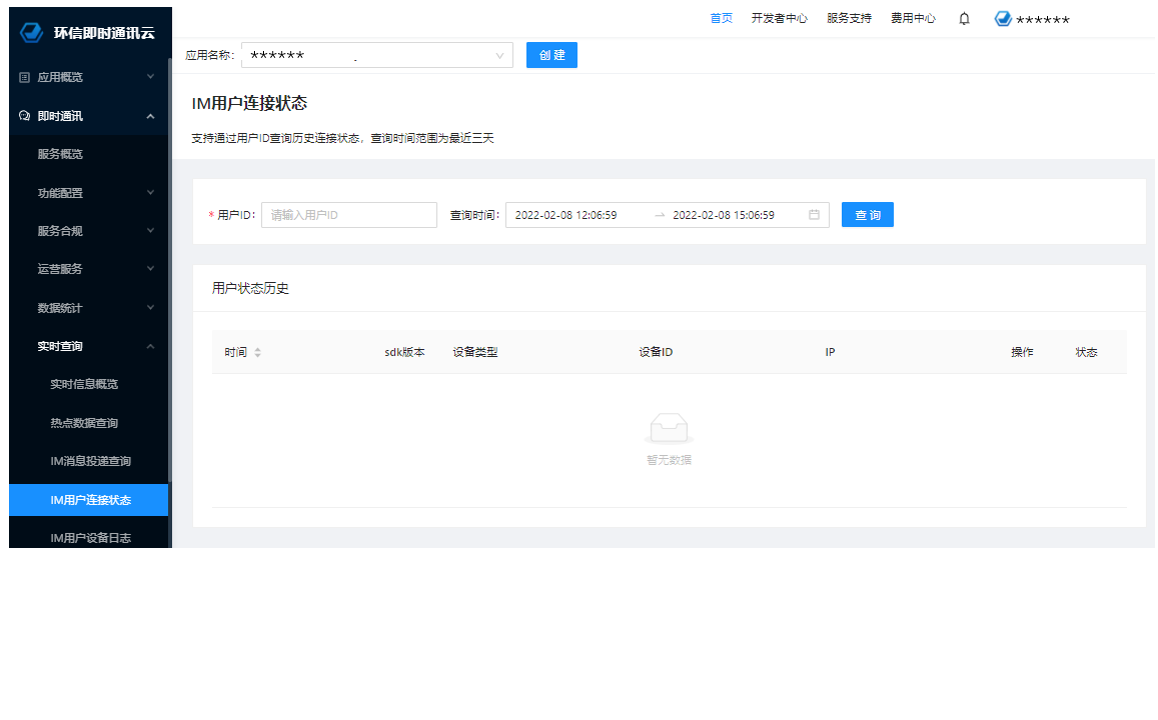 环信即时通讯云
首页 开发者中心 服务支持 费用中心 ******
应用名称: ****** 创 建
应用概览
即时通讯
服务概览
功能配置
服务合规
运营服务
数据统计
实时查询
实时信息概览
热点数据查询
IM消息投递查询
IM用户连接状态
IM用户设备日志
IM用户连接状态
支持通过用户ID查询历史连接状态，查询时间范围为最近三天
* 用户ID: 请输入用户ID 查询时间: 2022-02-08 12:06:59 → 2022-02-08 15:06:59 查 询
用户状态历史
时间 sdk版本 设备类型 设备ID IP 操作 状态
暂无数据